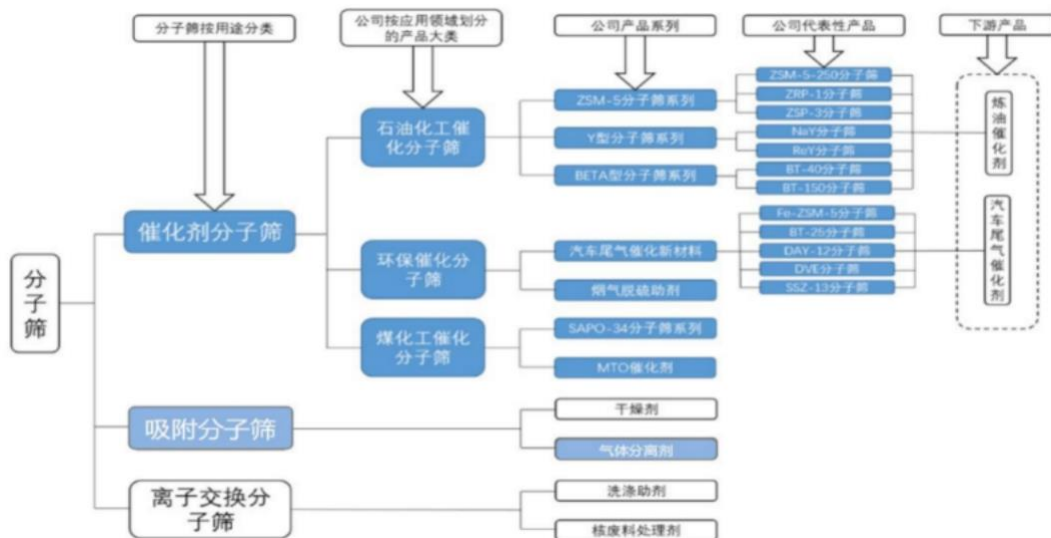 分子筛按用途分类
公司按应用领域划分
的产品大类
公司产品系列
公司代表性产品
下游产品
分子筛
催化剂分子筛
石油化工催
化分子筛
ZSM-5分子筛系列
ZSM-5-250分子筛
ZRP-1分子筛
ZSP-3分子筛
Y型分子筛系列
NaY分子筛
ReY分子筛
BETA型分子筛系列
BT-40分子筛
BT-150分子筛
炼油催化剂
环保催化分
子筛
汽车尾气催化新材料
Fe-ZSM-5分子筛
BT-25分子筛
DAY-12分子筛
DVE分子筛
SSZ-13分子筛
汽车尾气催化剂
烟气脱硫助剂
煤化工催化
分子筛
SAPO-34分子筛系列
MTO催化剂
吸附分子筛
干燥剂
气体分离剂
离子交换分
子筛
洗涤助剂
核废料处理剂